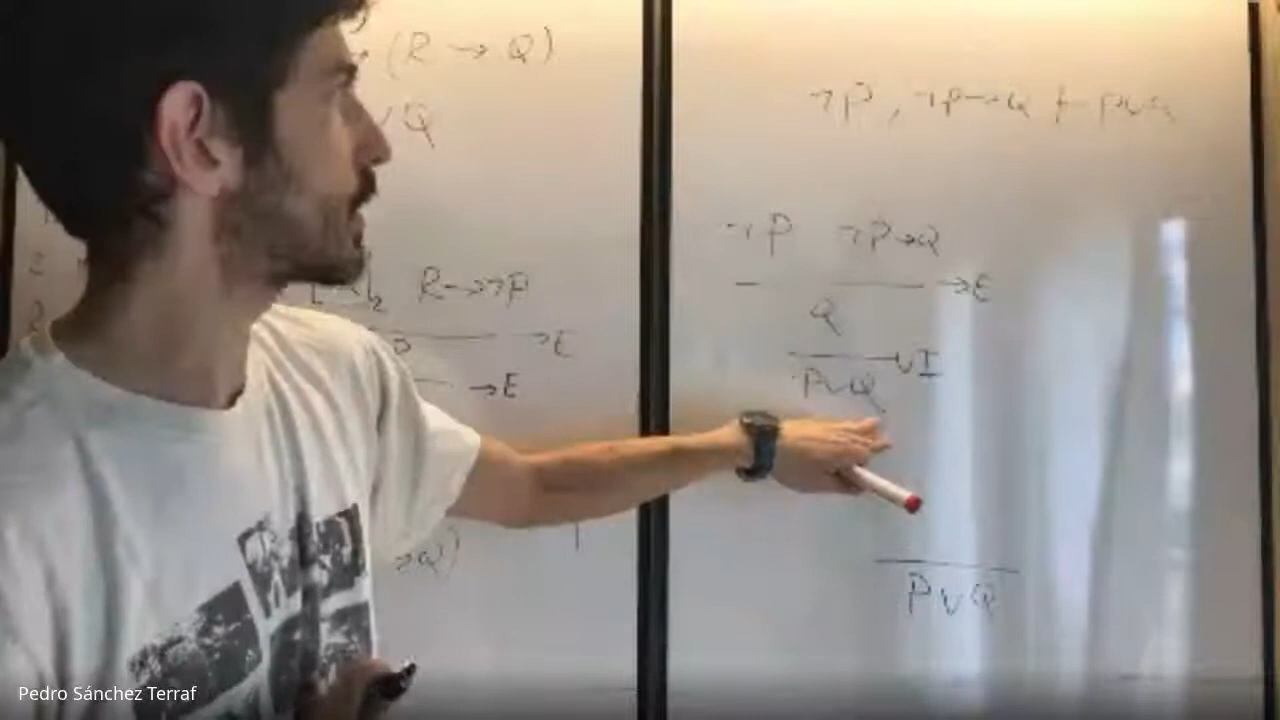 (R → Q)
∨ Q
R → ¬P
→E
→E
→Q)
¬P, ¬P→Q ⊢ P∨Q
¬P ¬P→Q
→E
Q
∨I
P∨Q
P∨Q
Pedro Sánchez Terraf